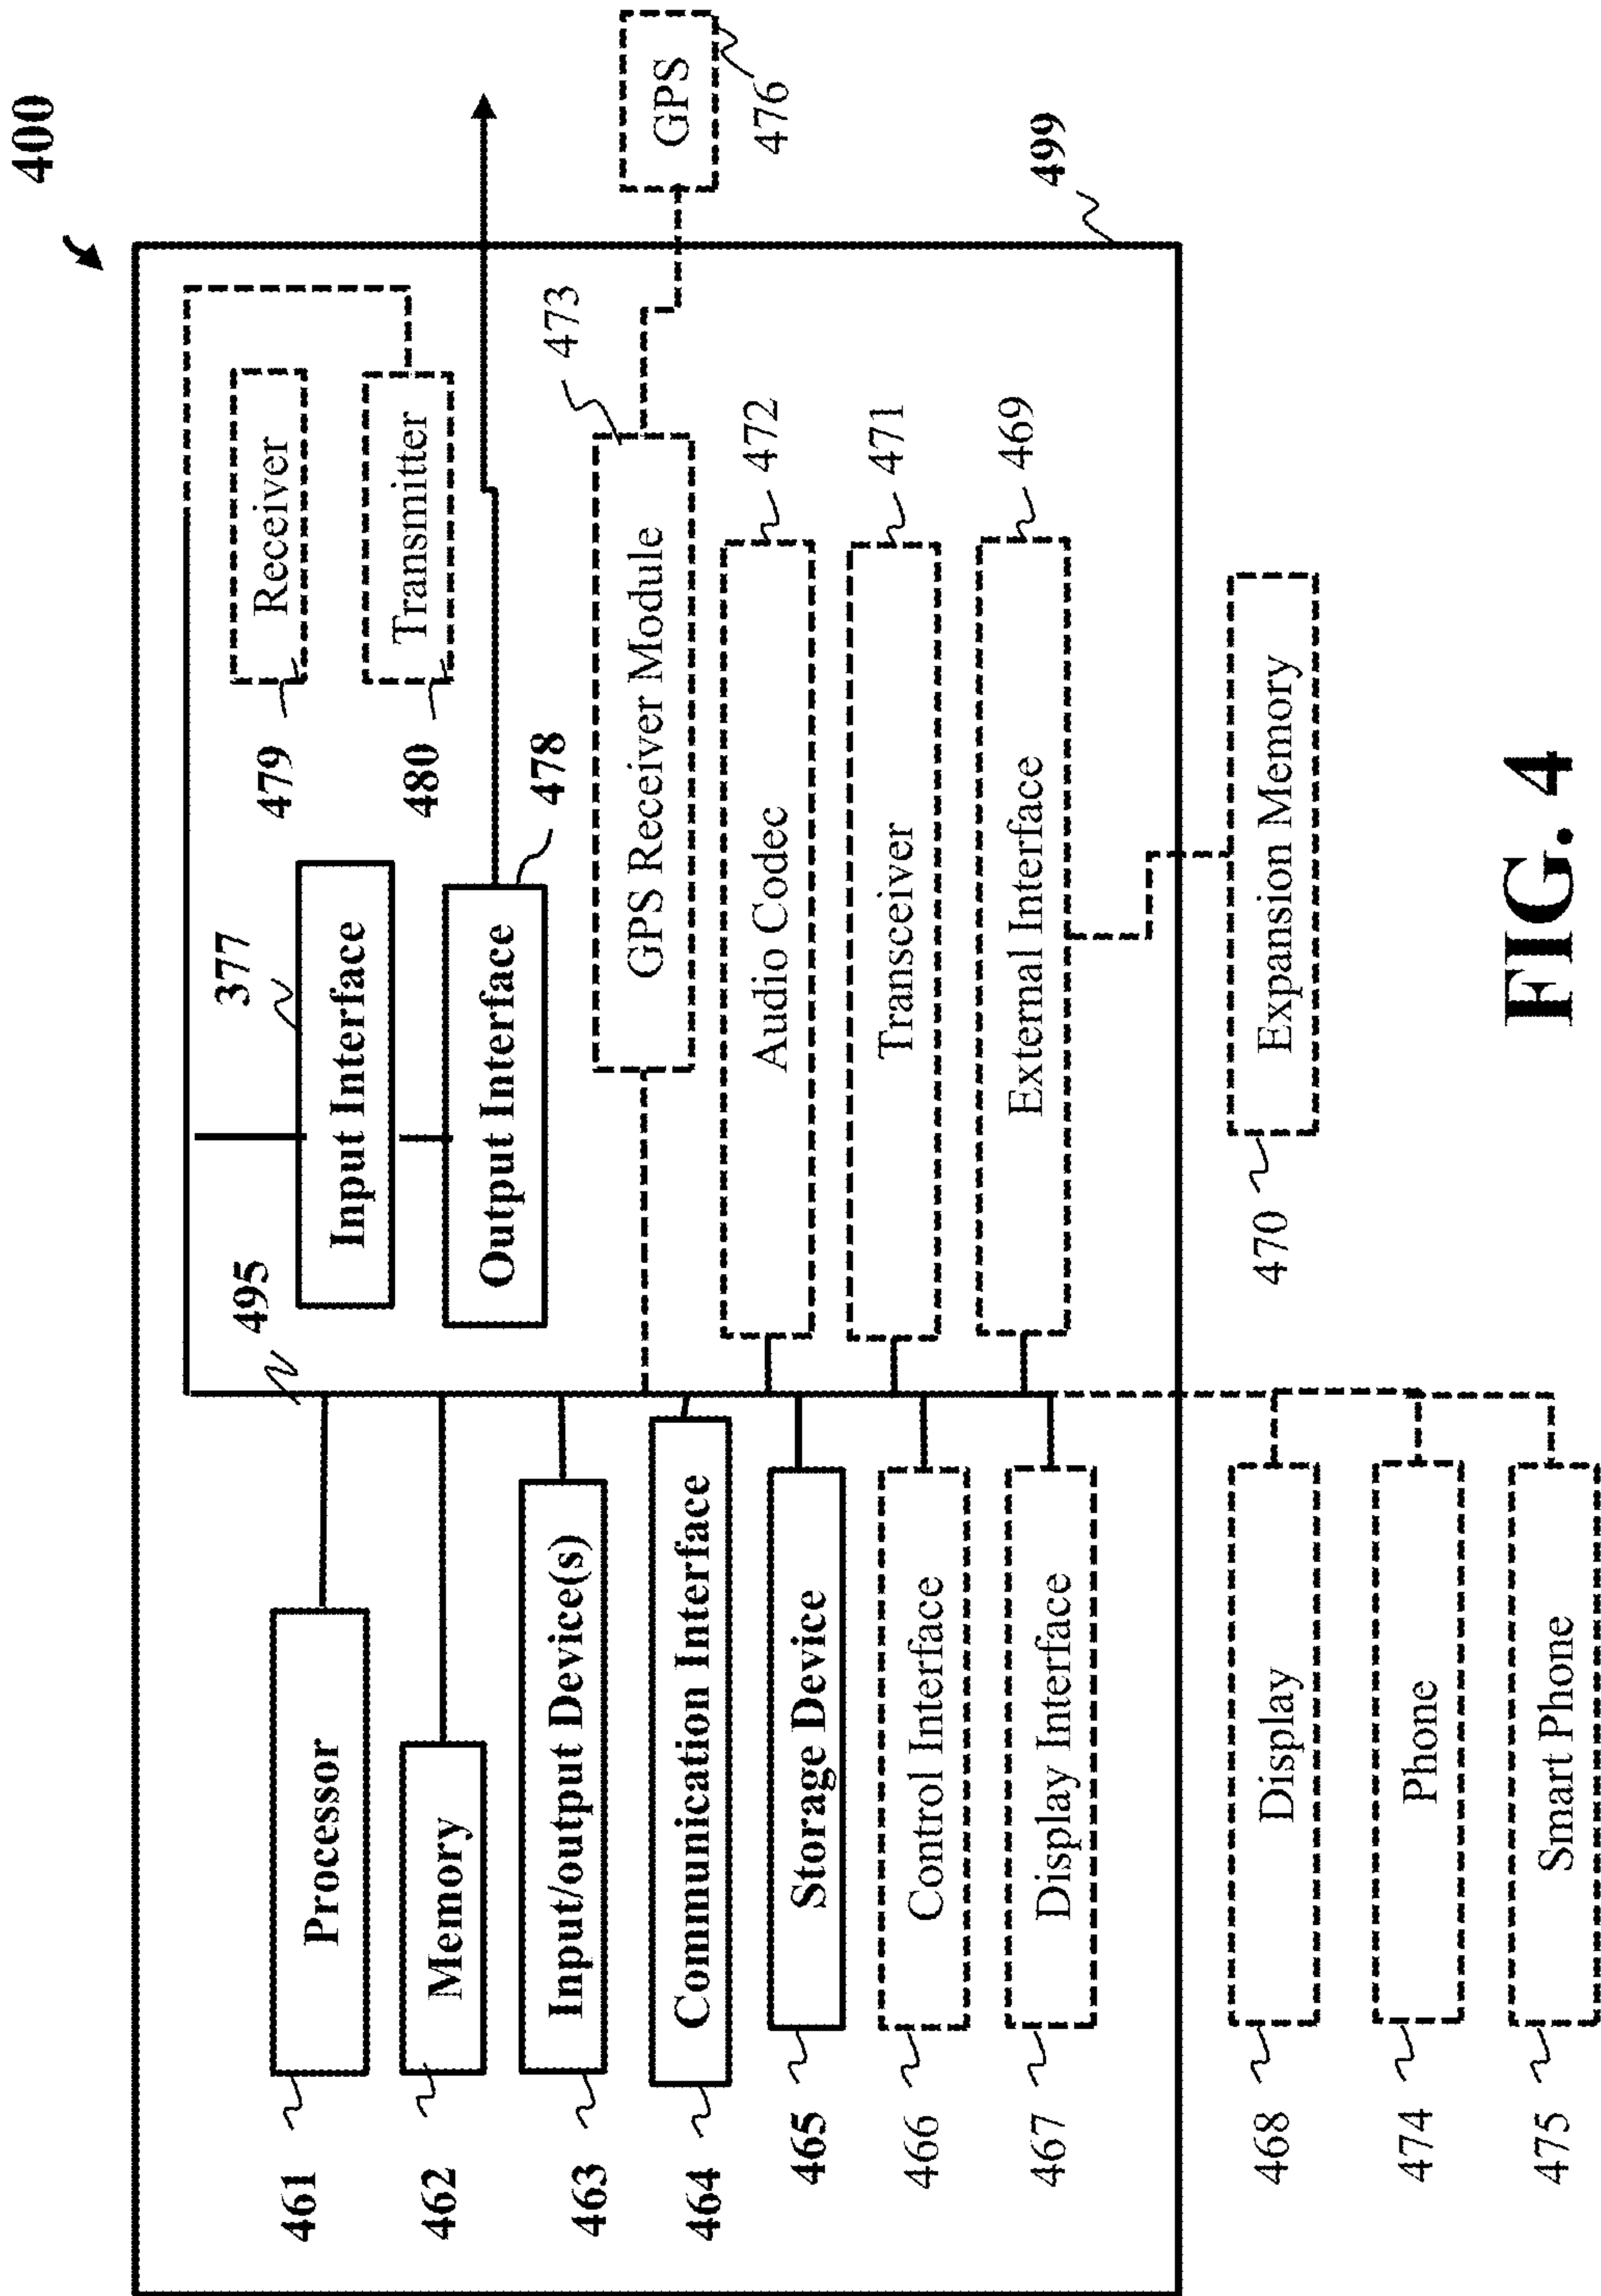 400
461
Processor
462
Memory
463
Input/output Device(s)
464
Communication Interface
465
Storage Device
466
Control Interface
467
Display Interface
468
Display
474
Phone
475
Smart Phone
495
377
Input Interface
Output Interface
478
479
Receiver
480
Transmitter
GPS Receiver Module
473
GPS
476
Audio Codec
472
Transceiver
471
External Interface
469
499
470
Expansion Memory
FIG. 4